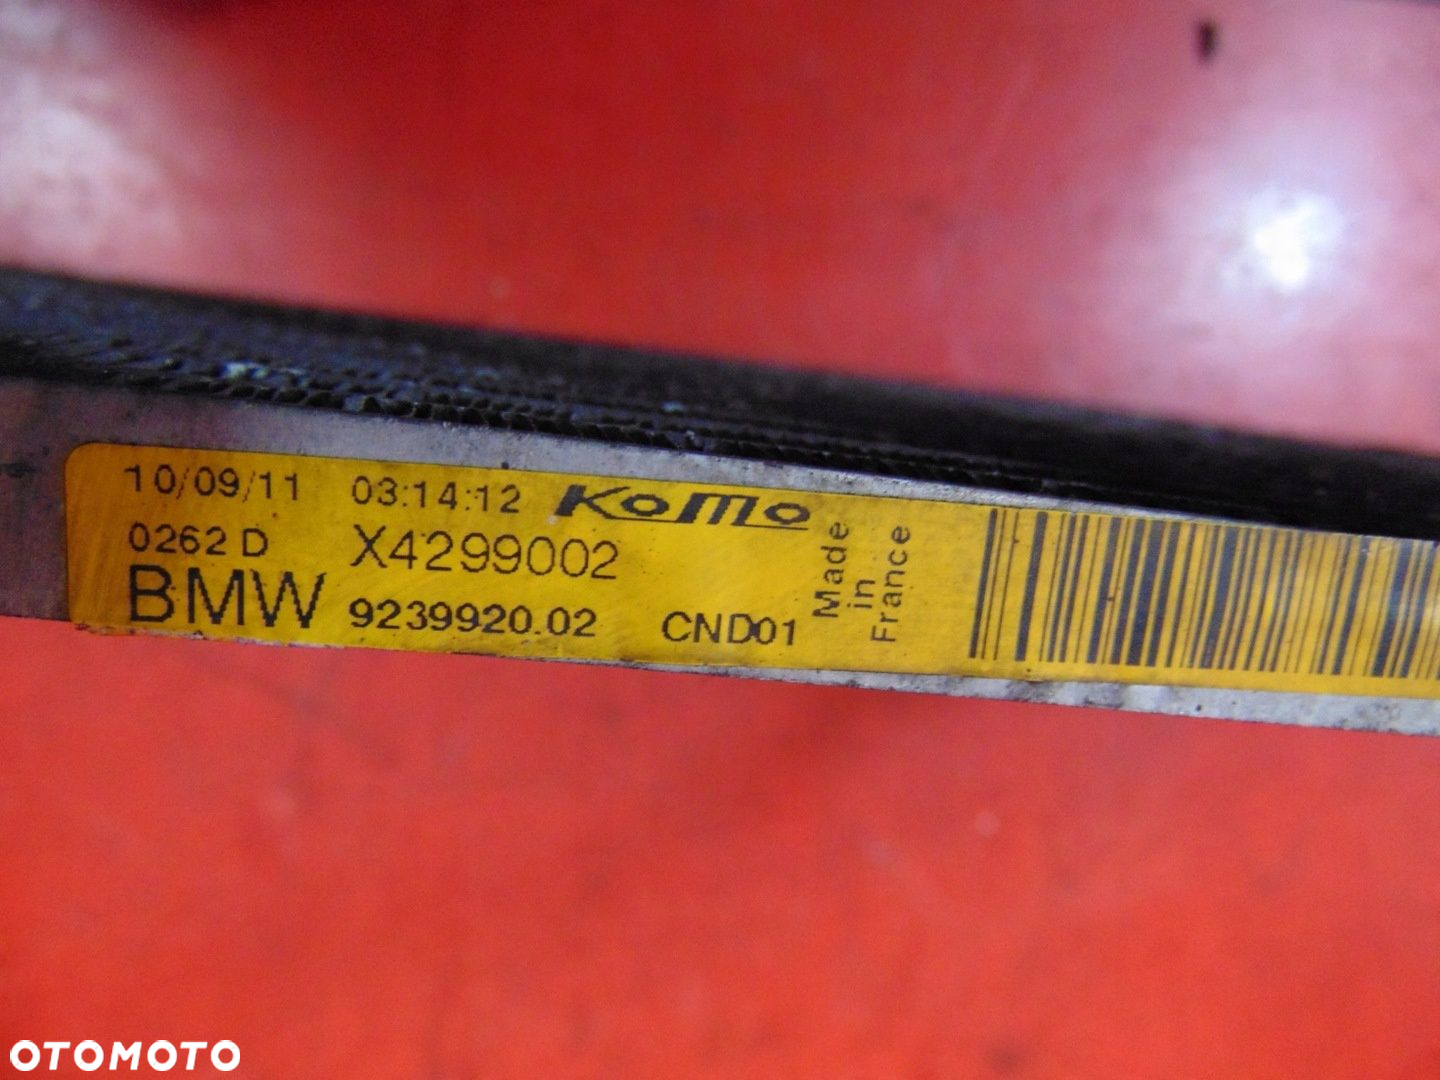 10/09/11 03:14:12 KOMO
0262 D X4299002
BMW 9239920.02 CND01
Made
in
France
OTOMOTO